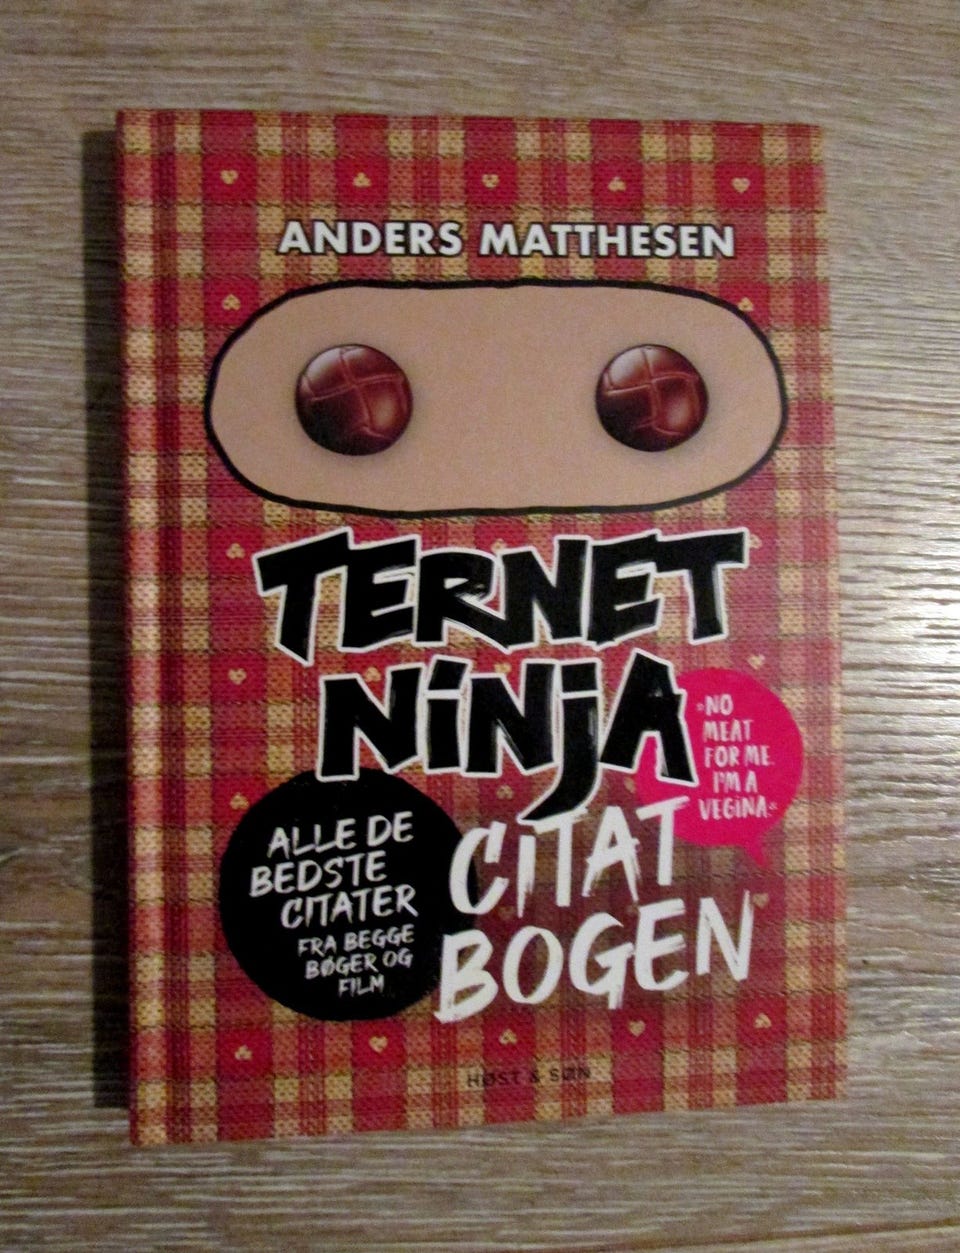 ANDERS MATTHESEN
TERNET
NINJA
»NO
MEAT
FOR ME.
I'M A
VEGINA«
CITAT
BOGEN
ALLE DE
BEDSTE
CITATER
FRA BEGGE
BØGER OG
FILM
HØST & SØN